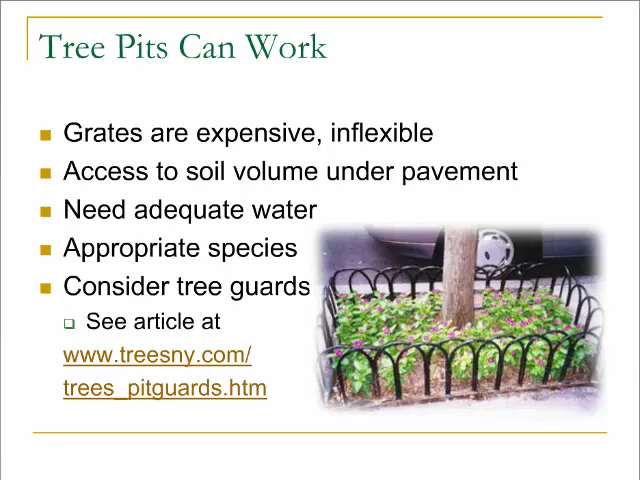 Tree Pits Can Work
Grates are expensive, inflexible
Access to soil volume under pavement
Need adequate water
Appropriate species
Consider tree guards
See article at
www.treesny.com/
trees_pitguards.htm